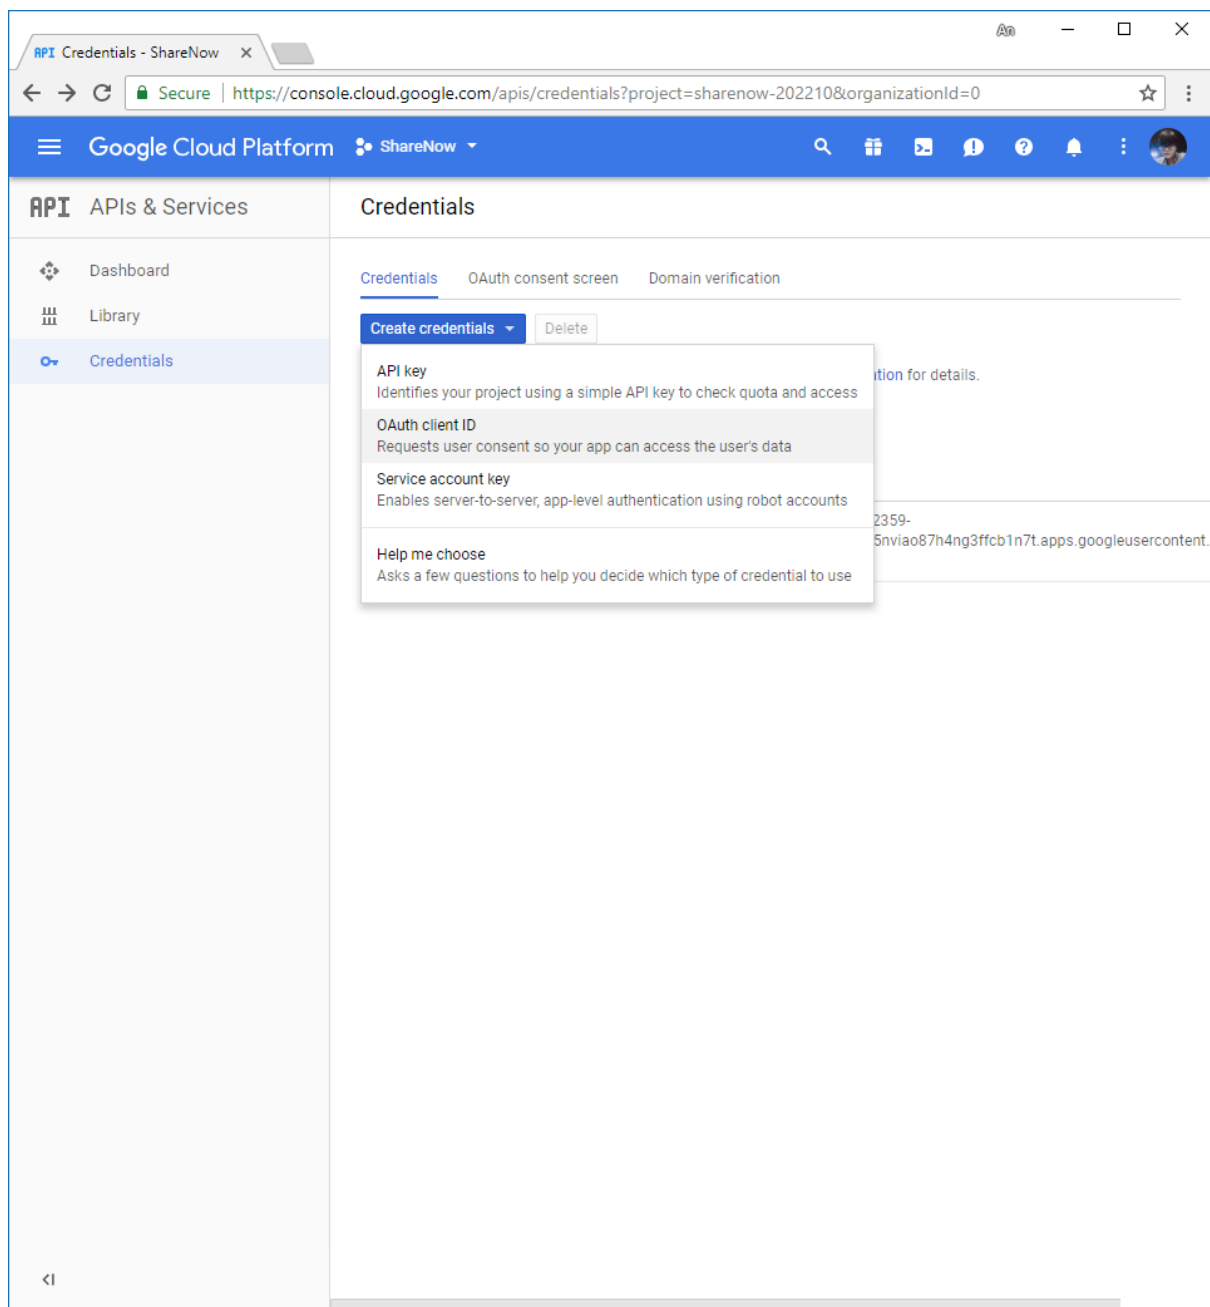 API Credentials - ShareNow
Secure | https://console.cloud.google.com/apis/credentials?project=sharenow-202210&organizationId=0
Google Cloud Platform ShareNow
API APIs & Services
Credentials
Dashboard
Library
Credentials
Credentials OAuth consent screen Domain verification
Create credentials Delete
API key
Identifies your project using a simple API key to check quota and access
OAuth client ID
Requests user consent so your app can access the user's data
Service account key
Enables server-to-server, app-level authentication using robot accounts
Help me choose
Asks a few questions to help you decide which type of credential to use
for details.
2359-
5nviao87h4ng3ffcb1n7t.apps.googleusercontent.